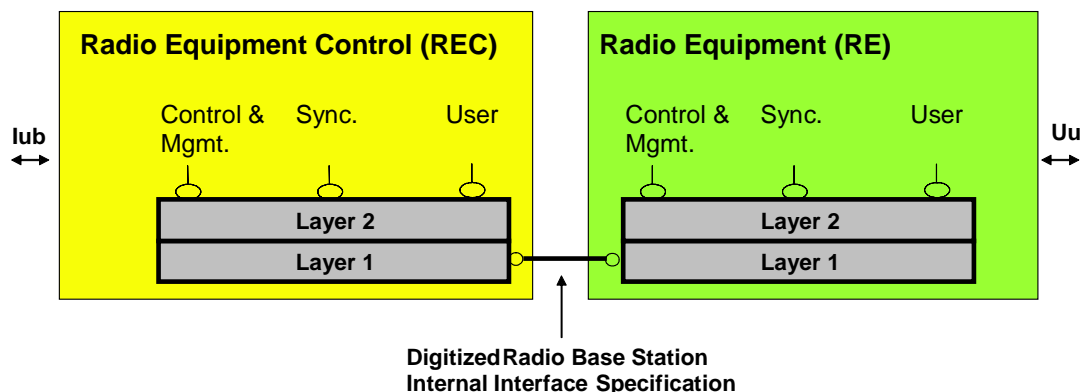 Radio Equipment Control (REC)
Radio Equipment (RE)
Control &
Mgmt.
Sync.
User
Control &
Mgmt.
Sync.
User
Iub
Uu
Layer 2
Layer 1
Layer 2
Layer 1
Digitized Radio Base Station
Internal Interface Specification